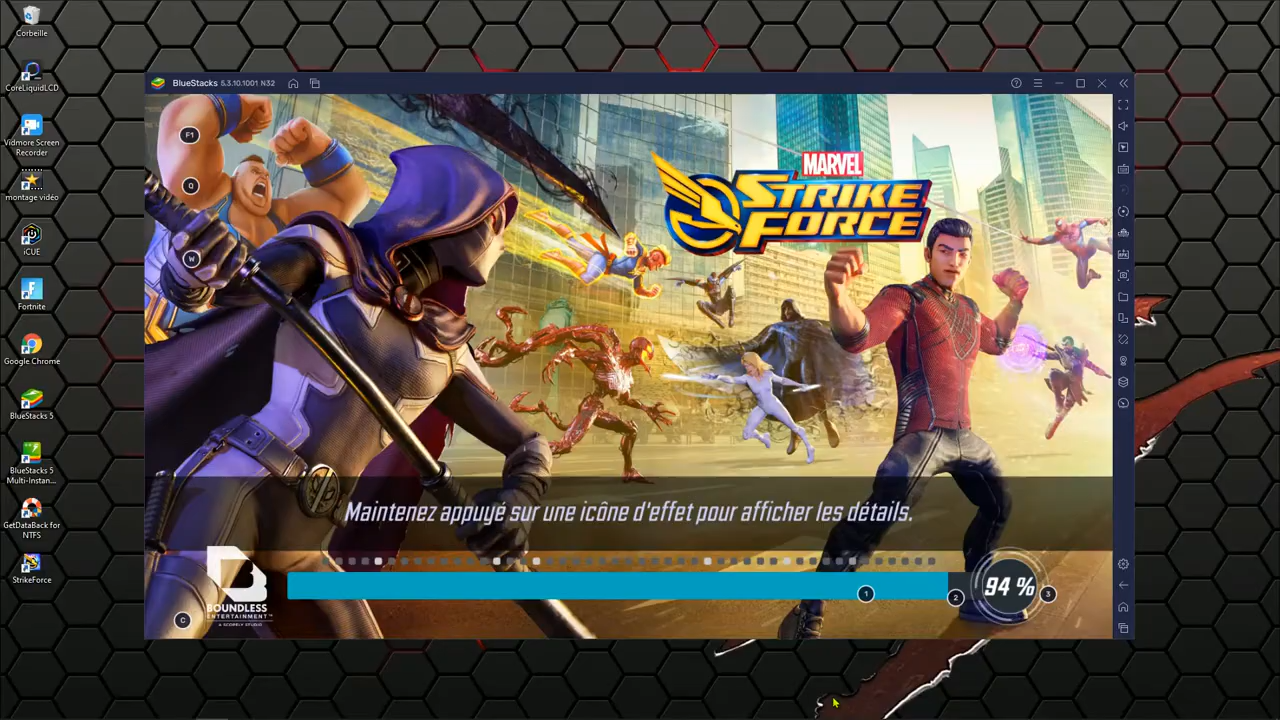 Corbeille
CoreLiquidLCD
Vidmore Screen
Recorder
montage vidéo
iCUE
Fortnite
Google Chrome
BlueStacks 5
BlueStacks 5
Multi-Instan...
GetDataBack for
NTFS
StrikeForce
BlueStacks 5.3.10.1001 N32
F1
Q
W
MARVEL
STRIKE
FORCE
Maintenez appuyé sur une icône d'effet pour afficher les détails.
BOUNDLESS
ENTERTAINMENT
A SCOPELY STUDIO
C
1
2
94 %
3